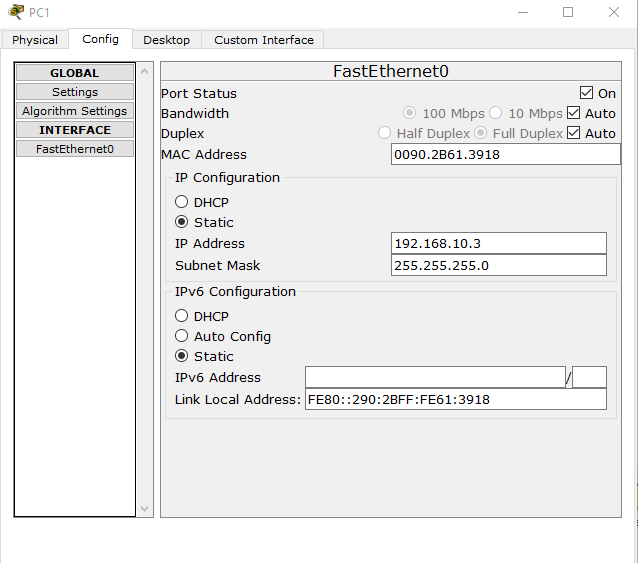 PC1
Physical Config Desktop Custom Interface
GLOBAL
Settings
Algorithm Settings
INTERFACE
FastEthernet0
FastEthernet0
Port Status On
Bandwidth 100 Mbps 10 Mbps Auto
Duplex Half Duplex Full Duplex Auto
MAC Address 0090.2B61.3918
IP Configuration
DHCP
Static
IP Address 192.168.10.3
Subnet Mask 255.255.255.0
IPv6 Configuration
DHCP
Auto Config
Static
IPv6 Address /
Link Local Address: FE80::290:2BFF:FE61:3918